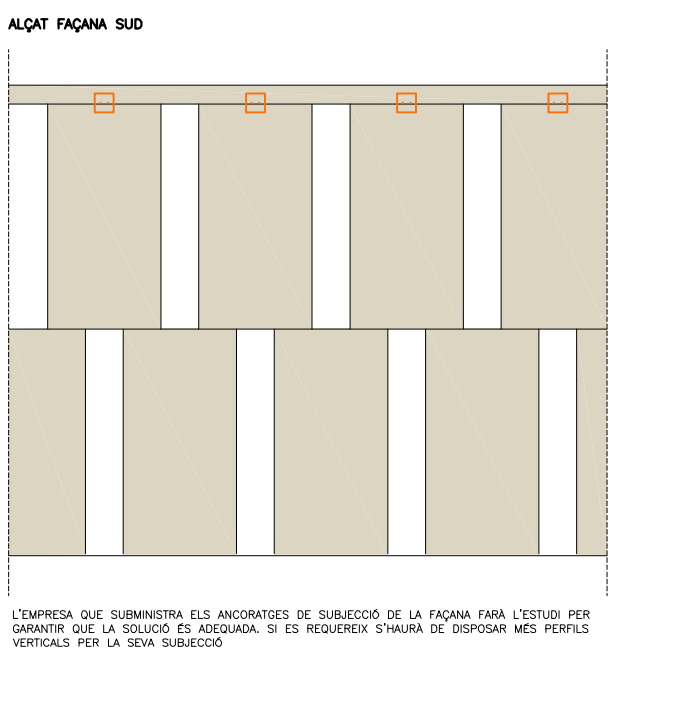 ALÇAT FAÇANA SUD
L'EMPRESA QUE SUBMINISTRA ELS ANCORATGES DE SUBJECCIÓ DE LA FAÇANA FARÀ L'ESTUDI PER
GARANTIR QUE LA SOLUCIÓ ÉS ADEQUADA. SI ES REQUEREIX S'HAURÀ DE DISPOSAR MÉS PERFILS
VERTICALS PER LA SEVA SUBJECCIÓ